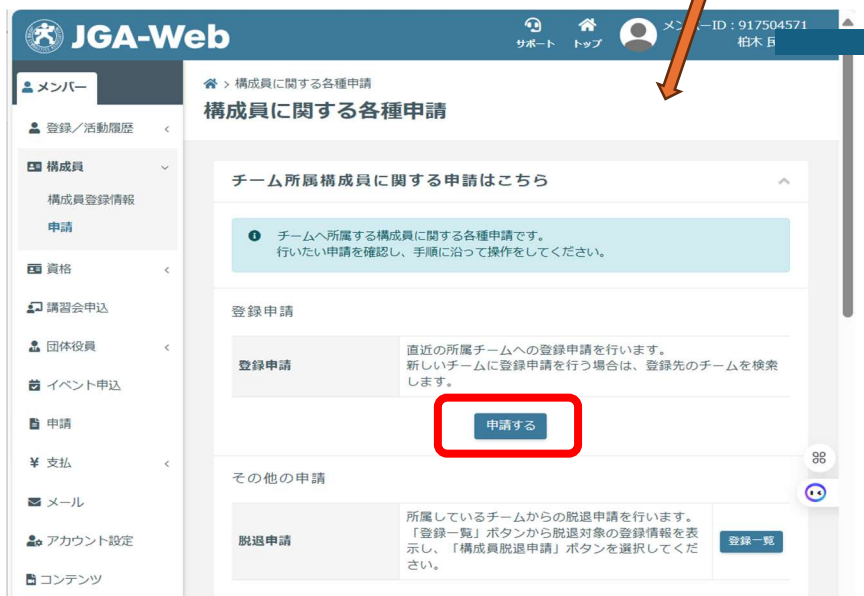 JGA-Web
サポート
トップ
メンバーID：917504571
柏木
メンバー
構成員に関する各種申請
登録／活動履歴
構成員に関する各種申請
構成員
チーム所属構成員に関する申請はこちら
構成員登録情報
申請
チームへ所属する構成員に関する各種申請です。
行いたい申請を確認し、手順に沿って操作をしてください。
資格
講習会申込
登録申請
団体役員
登録申請
直近の所属チームへの登録申請を行います。
新しいチームに登録申請を行う場合は、登録先のチームを検索
します。
イベント申込
申請
申請する
支払
その他の申請
メール
脱退申請
所属しているチームからの脱退申請を行います。
「登録一覧」ボタンから脱退対象の登録情報を表
示し、「構成員脱退申請」ボタンを選択してくだ
さい。
登録一覧
アカウント設定
コンテンツ